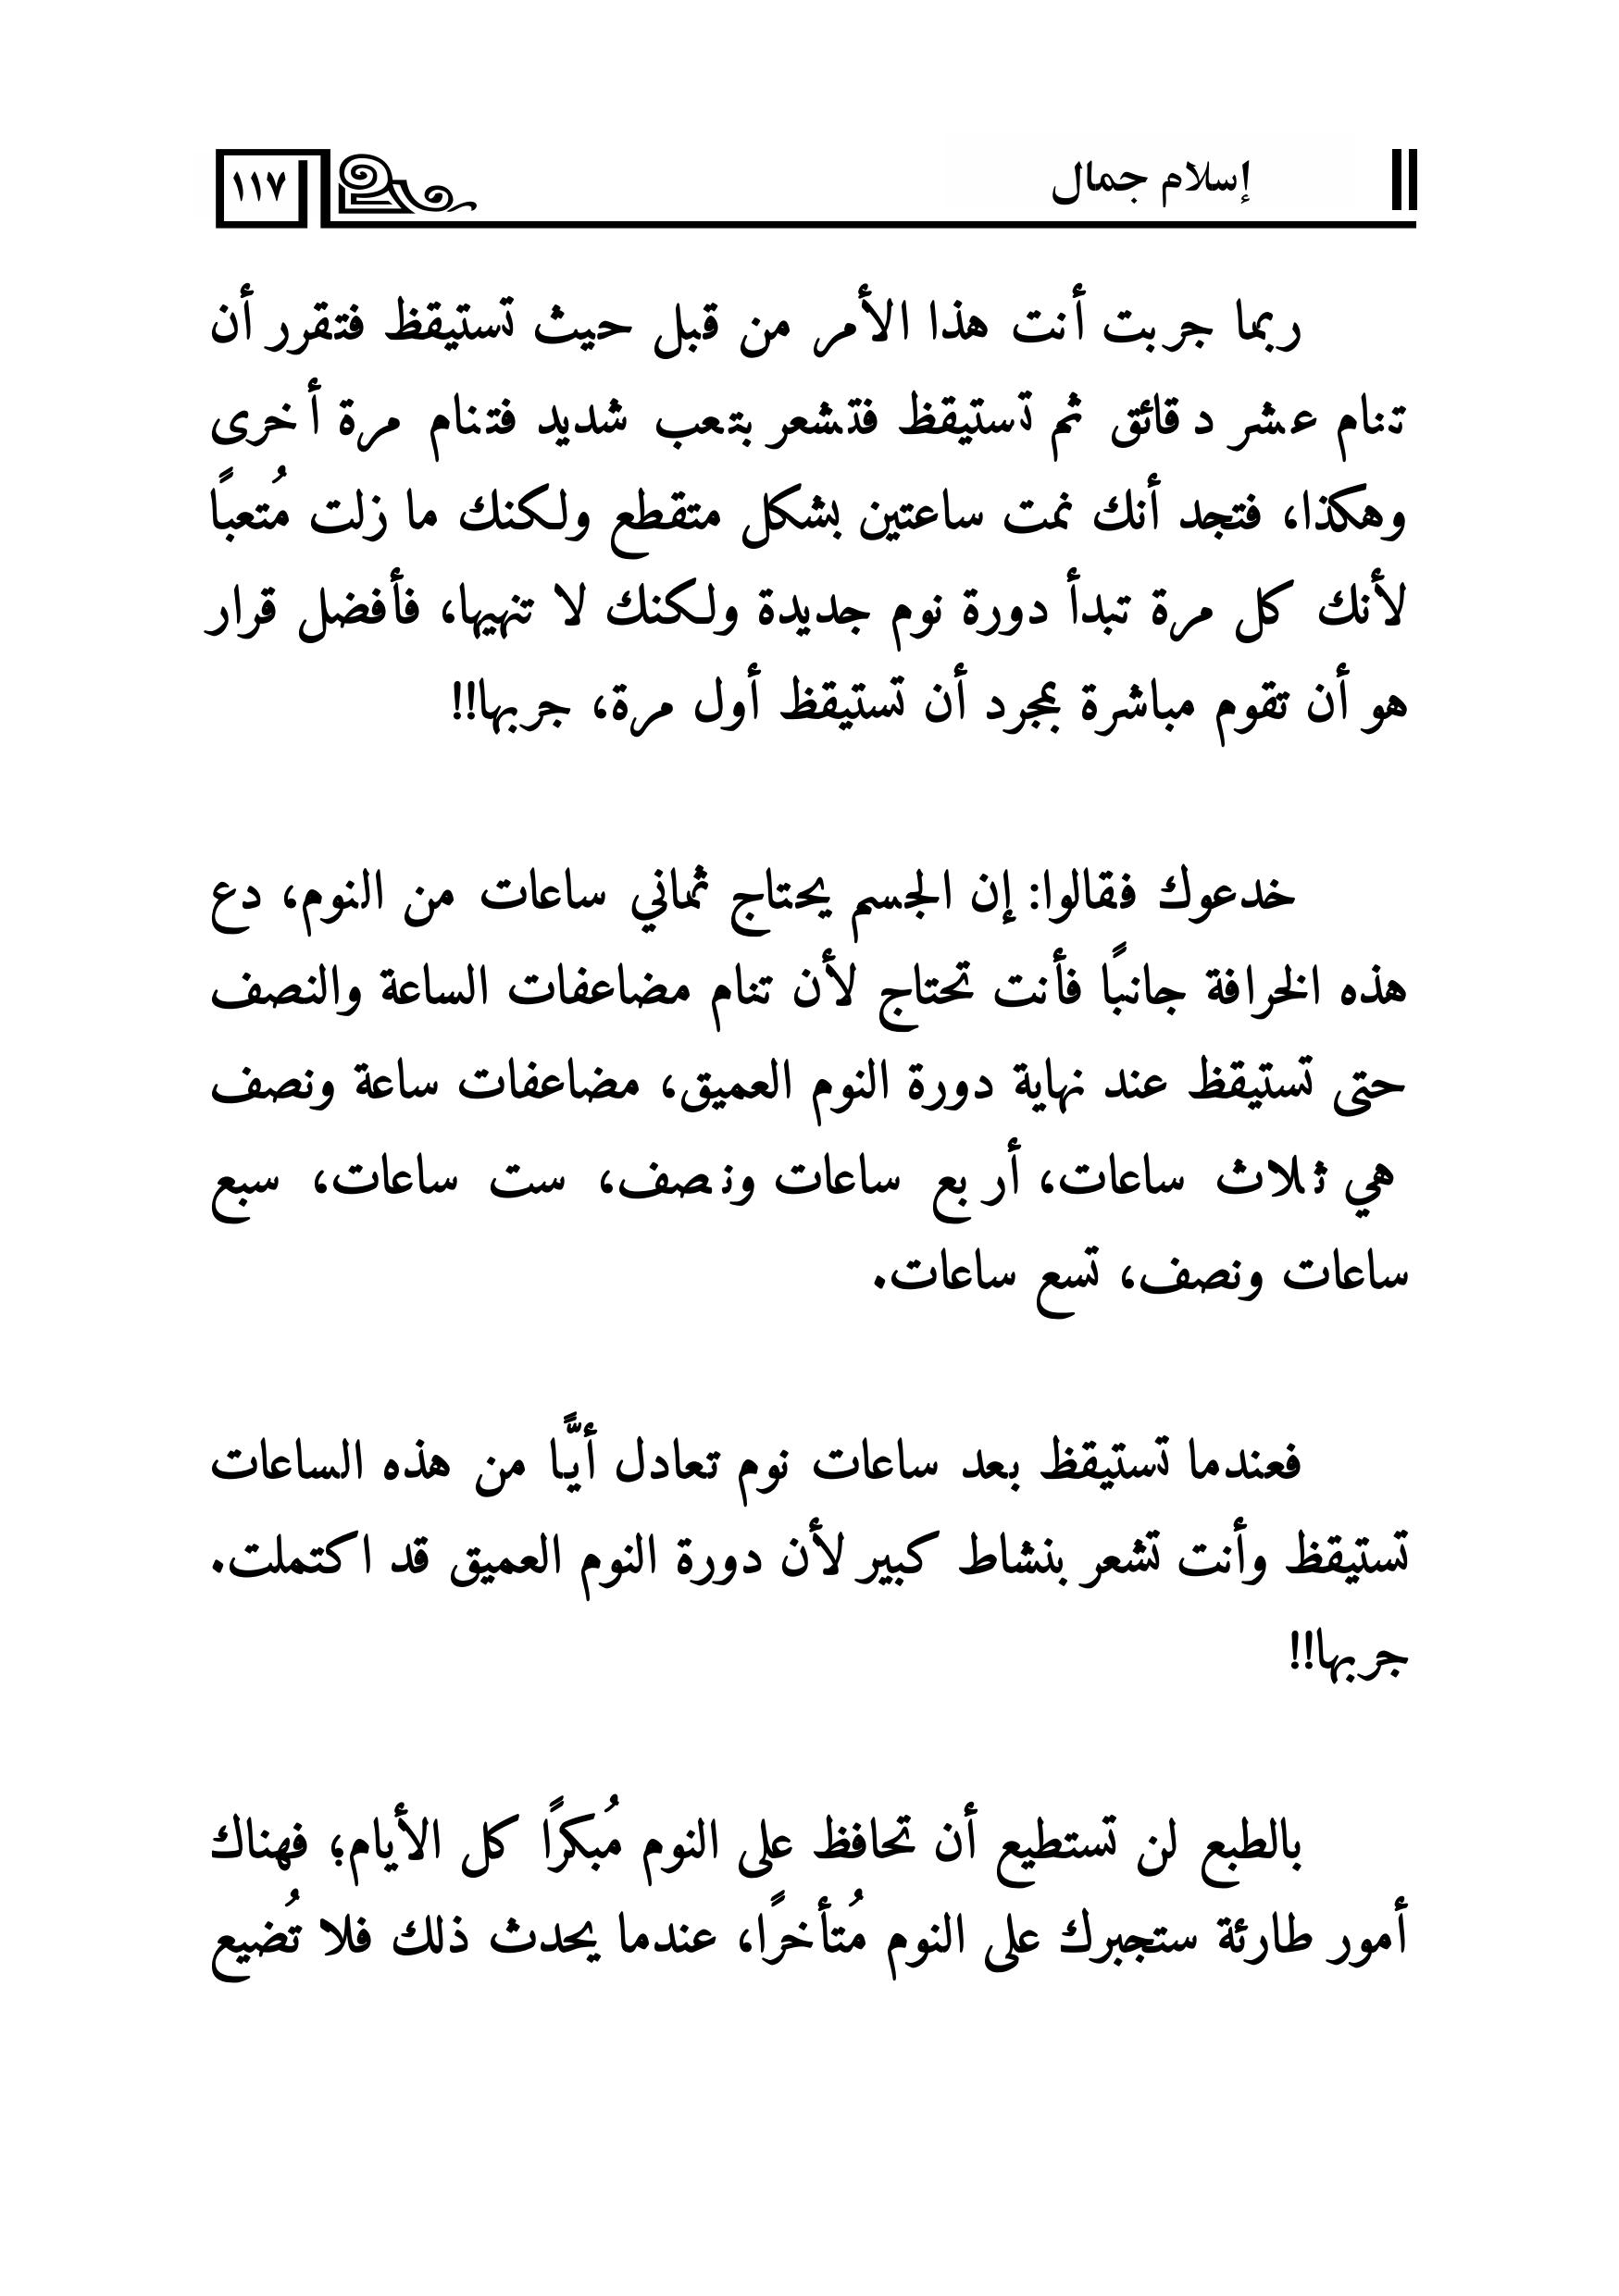 إسلام جمال
١١٧
ربما جربت أنت هذا الأمر من قبل حيث تستيقظ فتقرر أن
تنام عشر دقائق ثم تستيقظ فتشعر بتعب شديد فتنام مرة أخرى
وهكذا، فتجد أنك نمت ساعتين بشكل متقطع ولكنك ما زلت مُتعبًا
لأنك كل مرة تبدأ دورة نوم جديدة ولكنك لا تنهيها، فأفضل قرار
هو أن تقوم مباشرة بمجرد أن تستيقظ أول مرة، جربها!!
خدعوك فقالوا: إن الجسم يحتاج ثماني ساعات من النوم، دع
هذه الخرافة جانبًا فأنت تحتاج لأن تنام مضاعفات الساعة والنصف
حتى تستيقظ عند نهاية دورة النوم العميق، مضاعفات ساعة ونصف
هي ثلاث ساعات، أربع ساعات ونصف، ست ساعات، سبع
ساعات ونصف، تسع ساعات.
فعندما تستيقظ بعد ساعات نوم تعادل أيًّا من هذه الساعات
تستيقظ وأنت تشعر بنشاط كبير لأن دورة النوم العميق قد اكتملت.
جربها!!
بالطبع لن تستطيع أن تحافظ على النوم مُبكرًا كل الأيام؛ فهناك
أمور طارئة ستجبرك على النوم مُتأخرًا، عندما يحدث ذلك فلا تُضيع